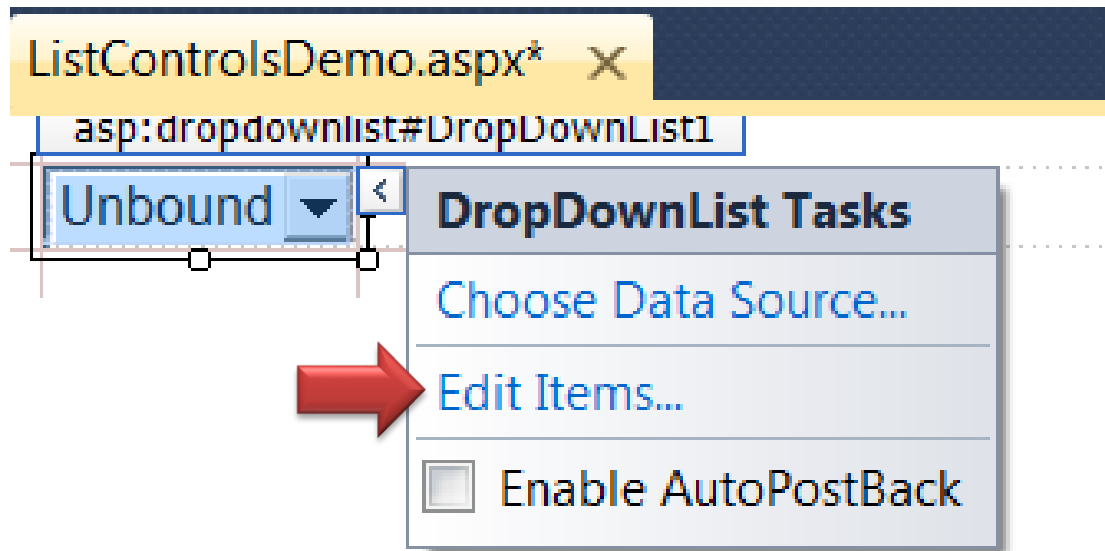 ListControlsDemo.aspx*
asp:dropdownlist#DropDownList1
Unbound
DropDownList Tasks
Choose Data Source...
Edit Items...
Enable AutoPostBack